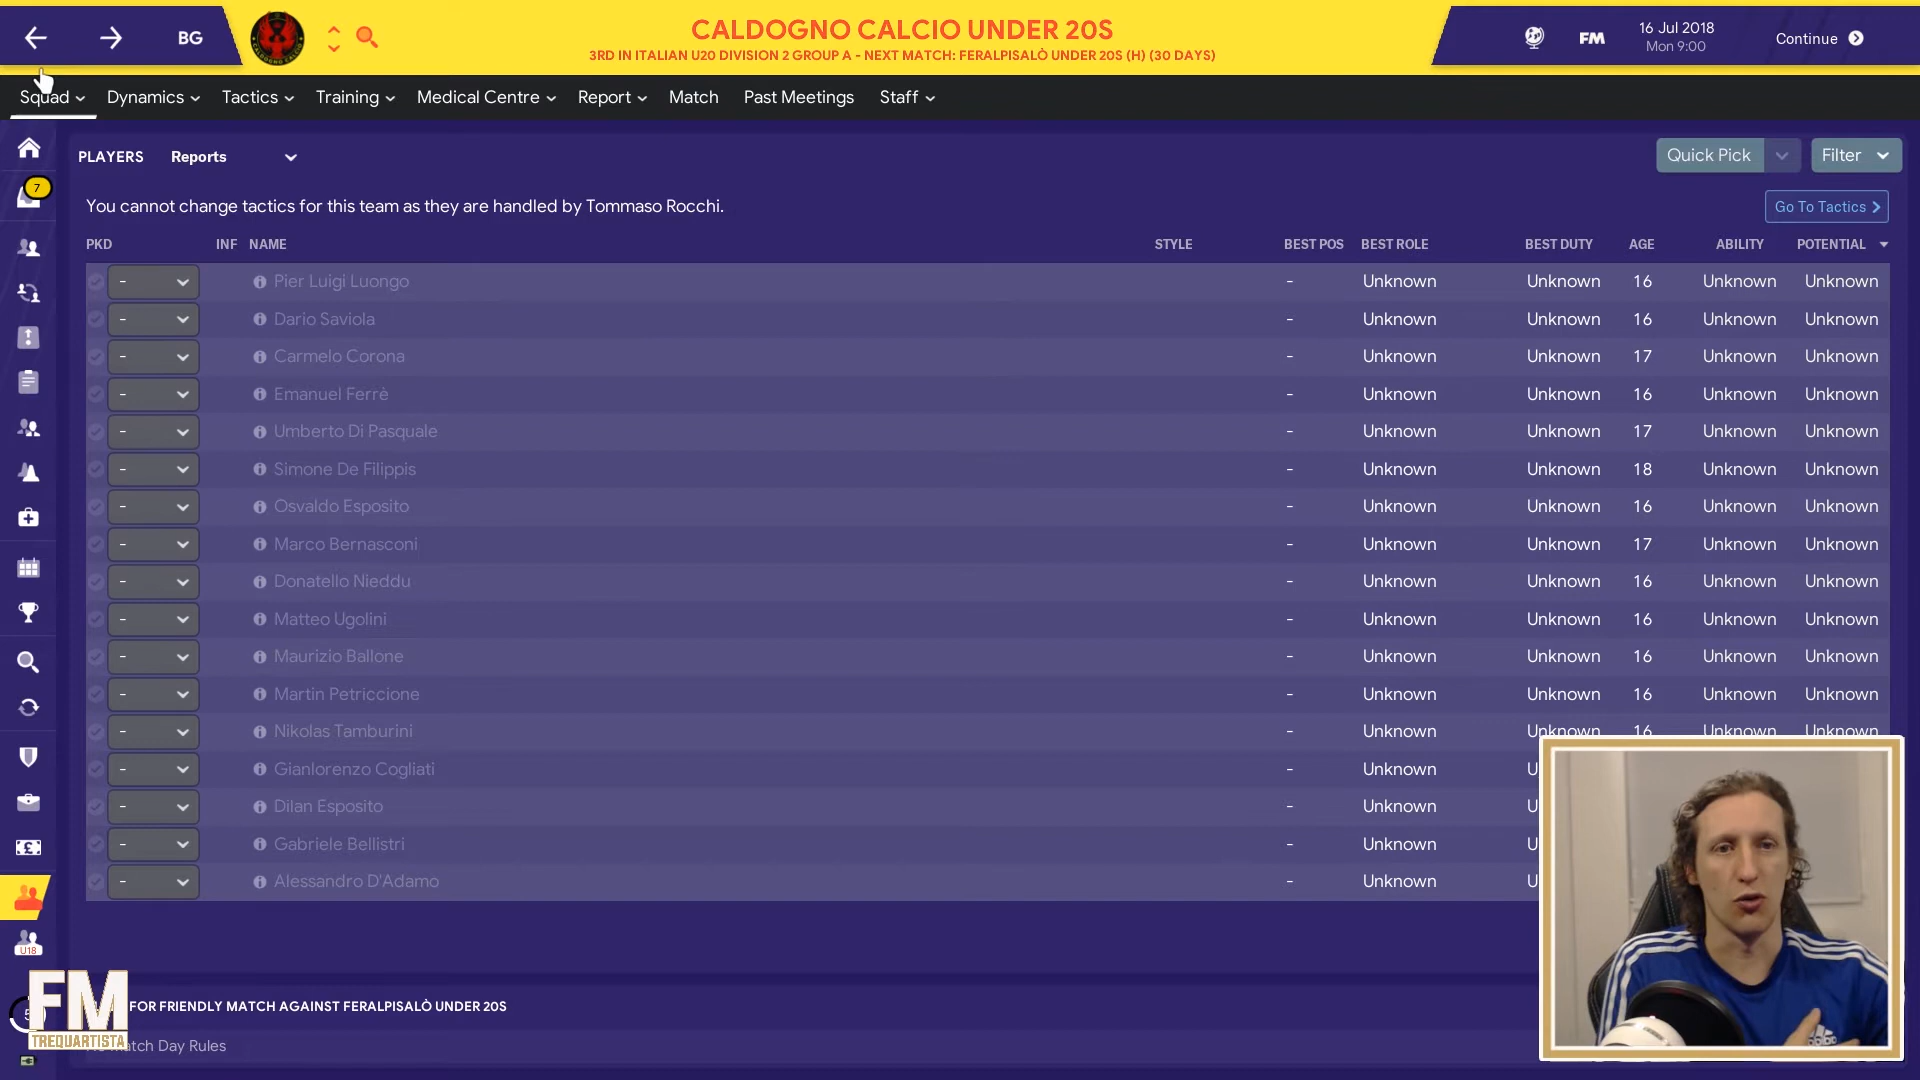 BG
CALDOGNO CALCIO UNDER 20S
3RD IN ITALIAN U20 DIVISION 2 GROUP A - NEXT MATCH: FERALPISALÒ UNDER 20S (H) (30 DAYS)
FM
16 Jul 2018
Mon 9:00
Continue
Squad Dynamics Tactics Training Medical Centre Report Match Past Meetings Staff
PLAYERS Reports Quick Pick Filter
7
You cannot change tactics for this team as they are handled by Tommaso Rocchi. Go To Tactics
PKD INF NAME STYLE BEST POS BEST ROLE BEST DUTY AGE ABILITY POTENTIAL
- Pier Luigi Luongo - Unknown Unknown 16 Unknown Unknown
- Dario Saviola - Unknown Unknown 16 Unknown Unknown
- Carmelo Corona - Unknown Unknown 17 Unknown Unknown
- Emanuel Ferrè - Unknown Unknown 16 Unknown Unknown
- Umberto Di Pasquale - Unknown Unknown 17 Unknown Unknown
- Simone De Filippis - Unknown Unknown 18 Unknown Unknown
- Osvaldo Esposito - Unknown Unknown 16 Unknown Unknown
- Marco Bernasconi - Unknown Unknown 17 Unknown Unknown
- Donatello Nieddu - Unknown Unknown 16 Unknown Unknown
- Matteo Ugolini - Unknown Unknown 16 Unknown Unknown
- Maurizio Ballone - Unknown Unknown 16 Unknown Unknown
- Martin Petriccione - Unknown Unknown 16 Unknown Unknown
- Nikolas Tamburini - Unknown Unknown 16 Unknown Unknown
- Gianlorenzo Cogliati - Unknown U
- Dilan Esposito - Unknown U
- Gabriele Bellistri - Unknown U
- Alessandro D'Adamo - Unknown U
U18
FM
TREQUARTISTA
FOR FRIENDLY MATCH AGAINST FERALPISALÒ UNDER 20S
Match Day Rules
adidas